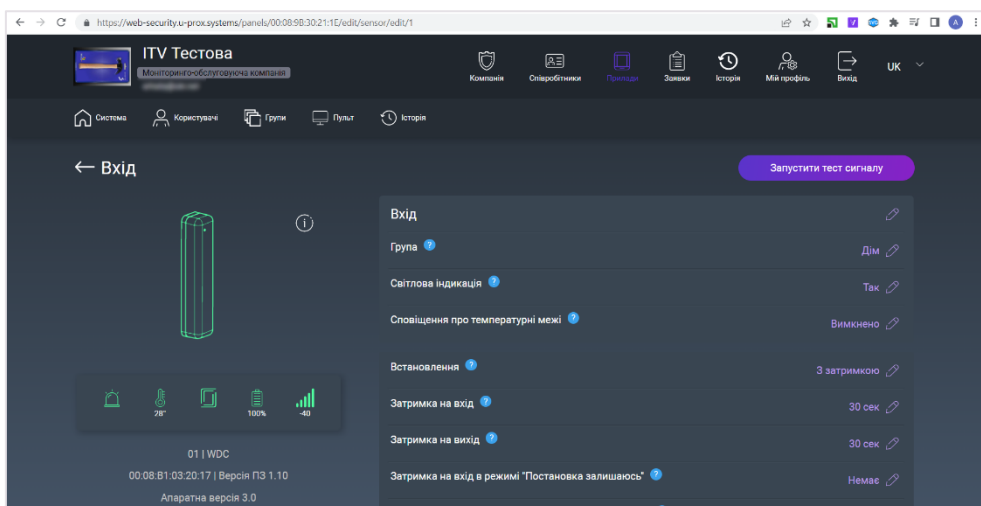 https://web-security.u-prox.systems/panels/00:08:9B:30:21:1E/edit/sensor/edit/1
A
ITV Тестова
Моніторинго-обслуговуюча компанія
Компанія
Співробітники
Прилади
Заявки
Історія
Мій профіль
Вихід
UK
Система
Користувачі
Групи
Пульт
Історія
← Вхід
Запустити тест сигналу
Вхід
Група ?
Дім
Світлова індикація ?
Так
Сповіщення про температурні межі ?
Вимкнено
Встановлення ?
З затримкою
Затримка на вхід ?
30 сек
Затримка на вихід ?
30 сек
Затримка на вхід в режимі "Постановка залишаюсь" ?
Немає
28°
100%
-40
01 | WDC
00:08:B1:03:20:17 | Версія ПЗ 1.10
Апаратна версія 3.0